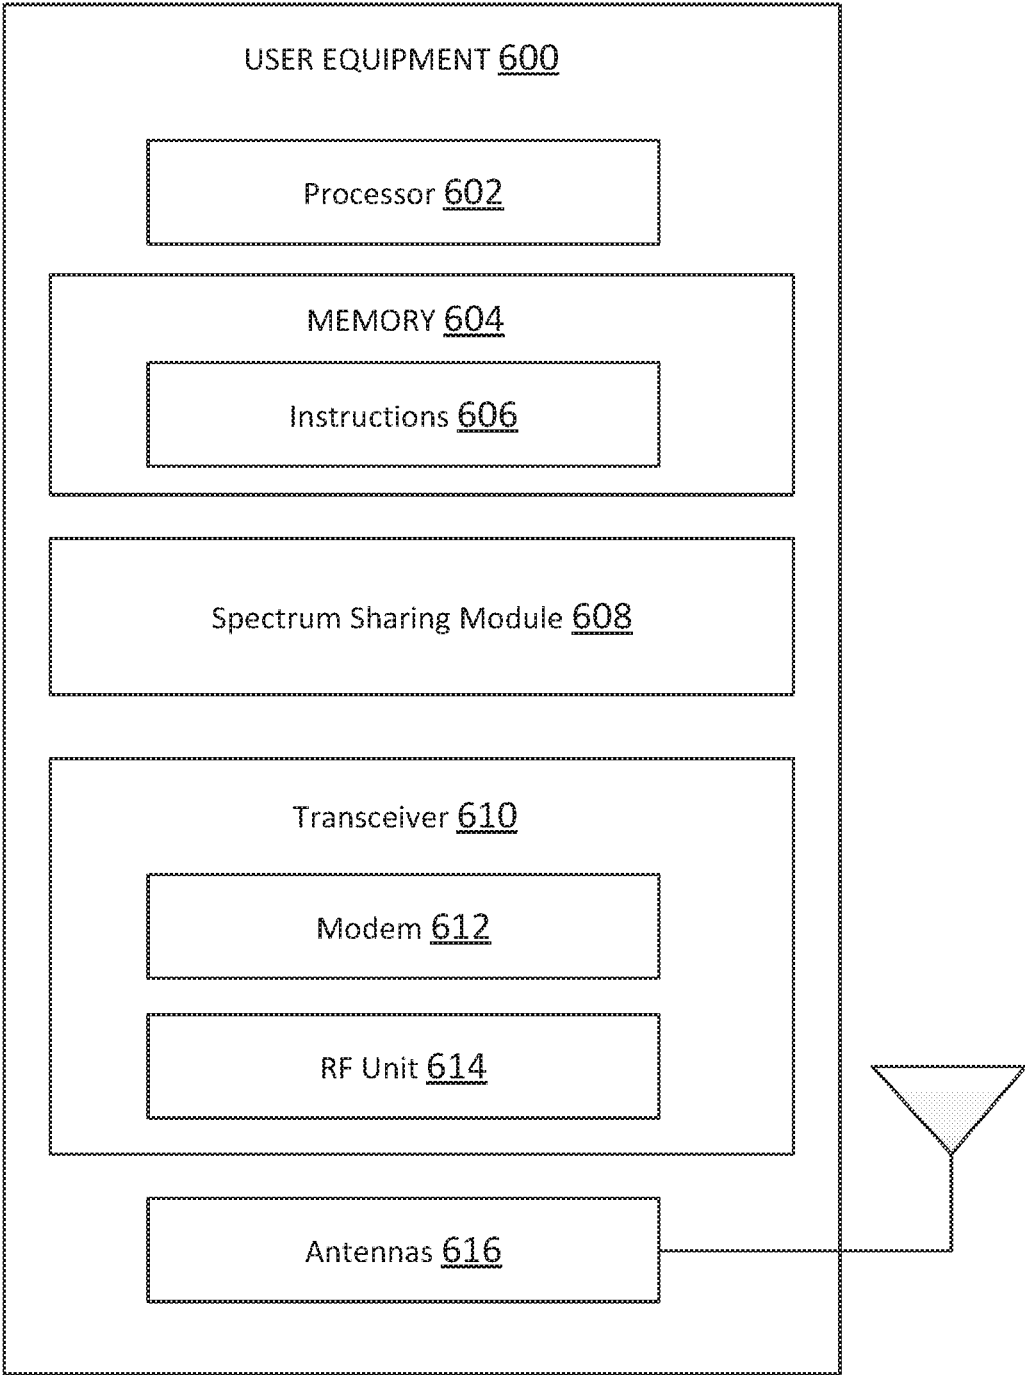 USER EQUIPMENT 600
Processor 602
MEMORY 604
Instructions 606
Spectrum Sharing Module 608
Transceiver 610
Modem 612
RF Unit 614
Antennas 616